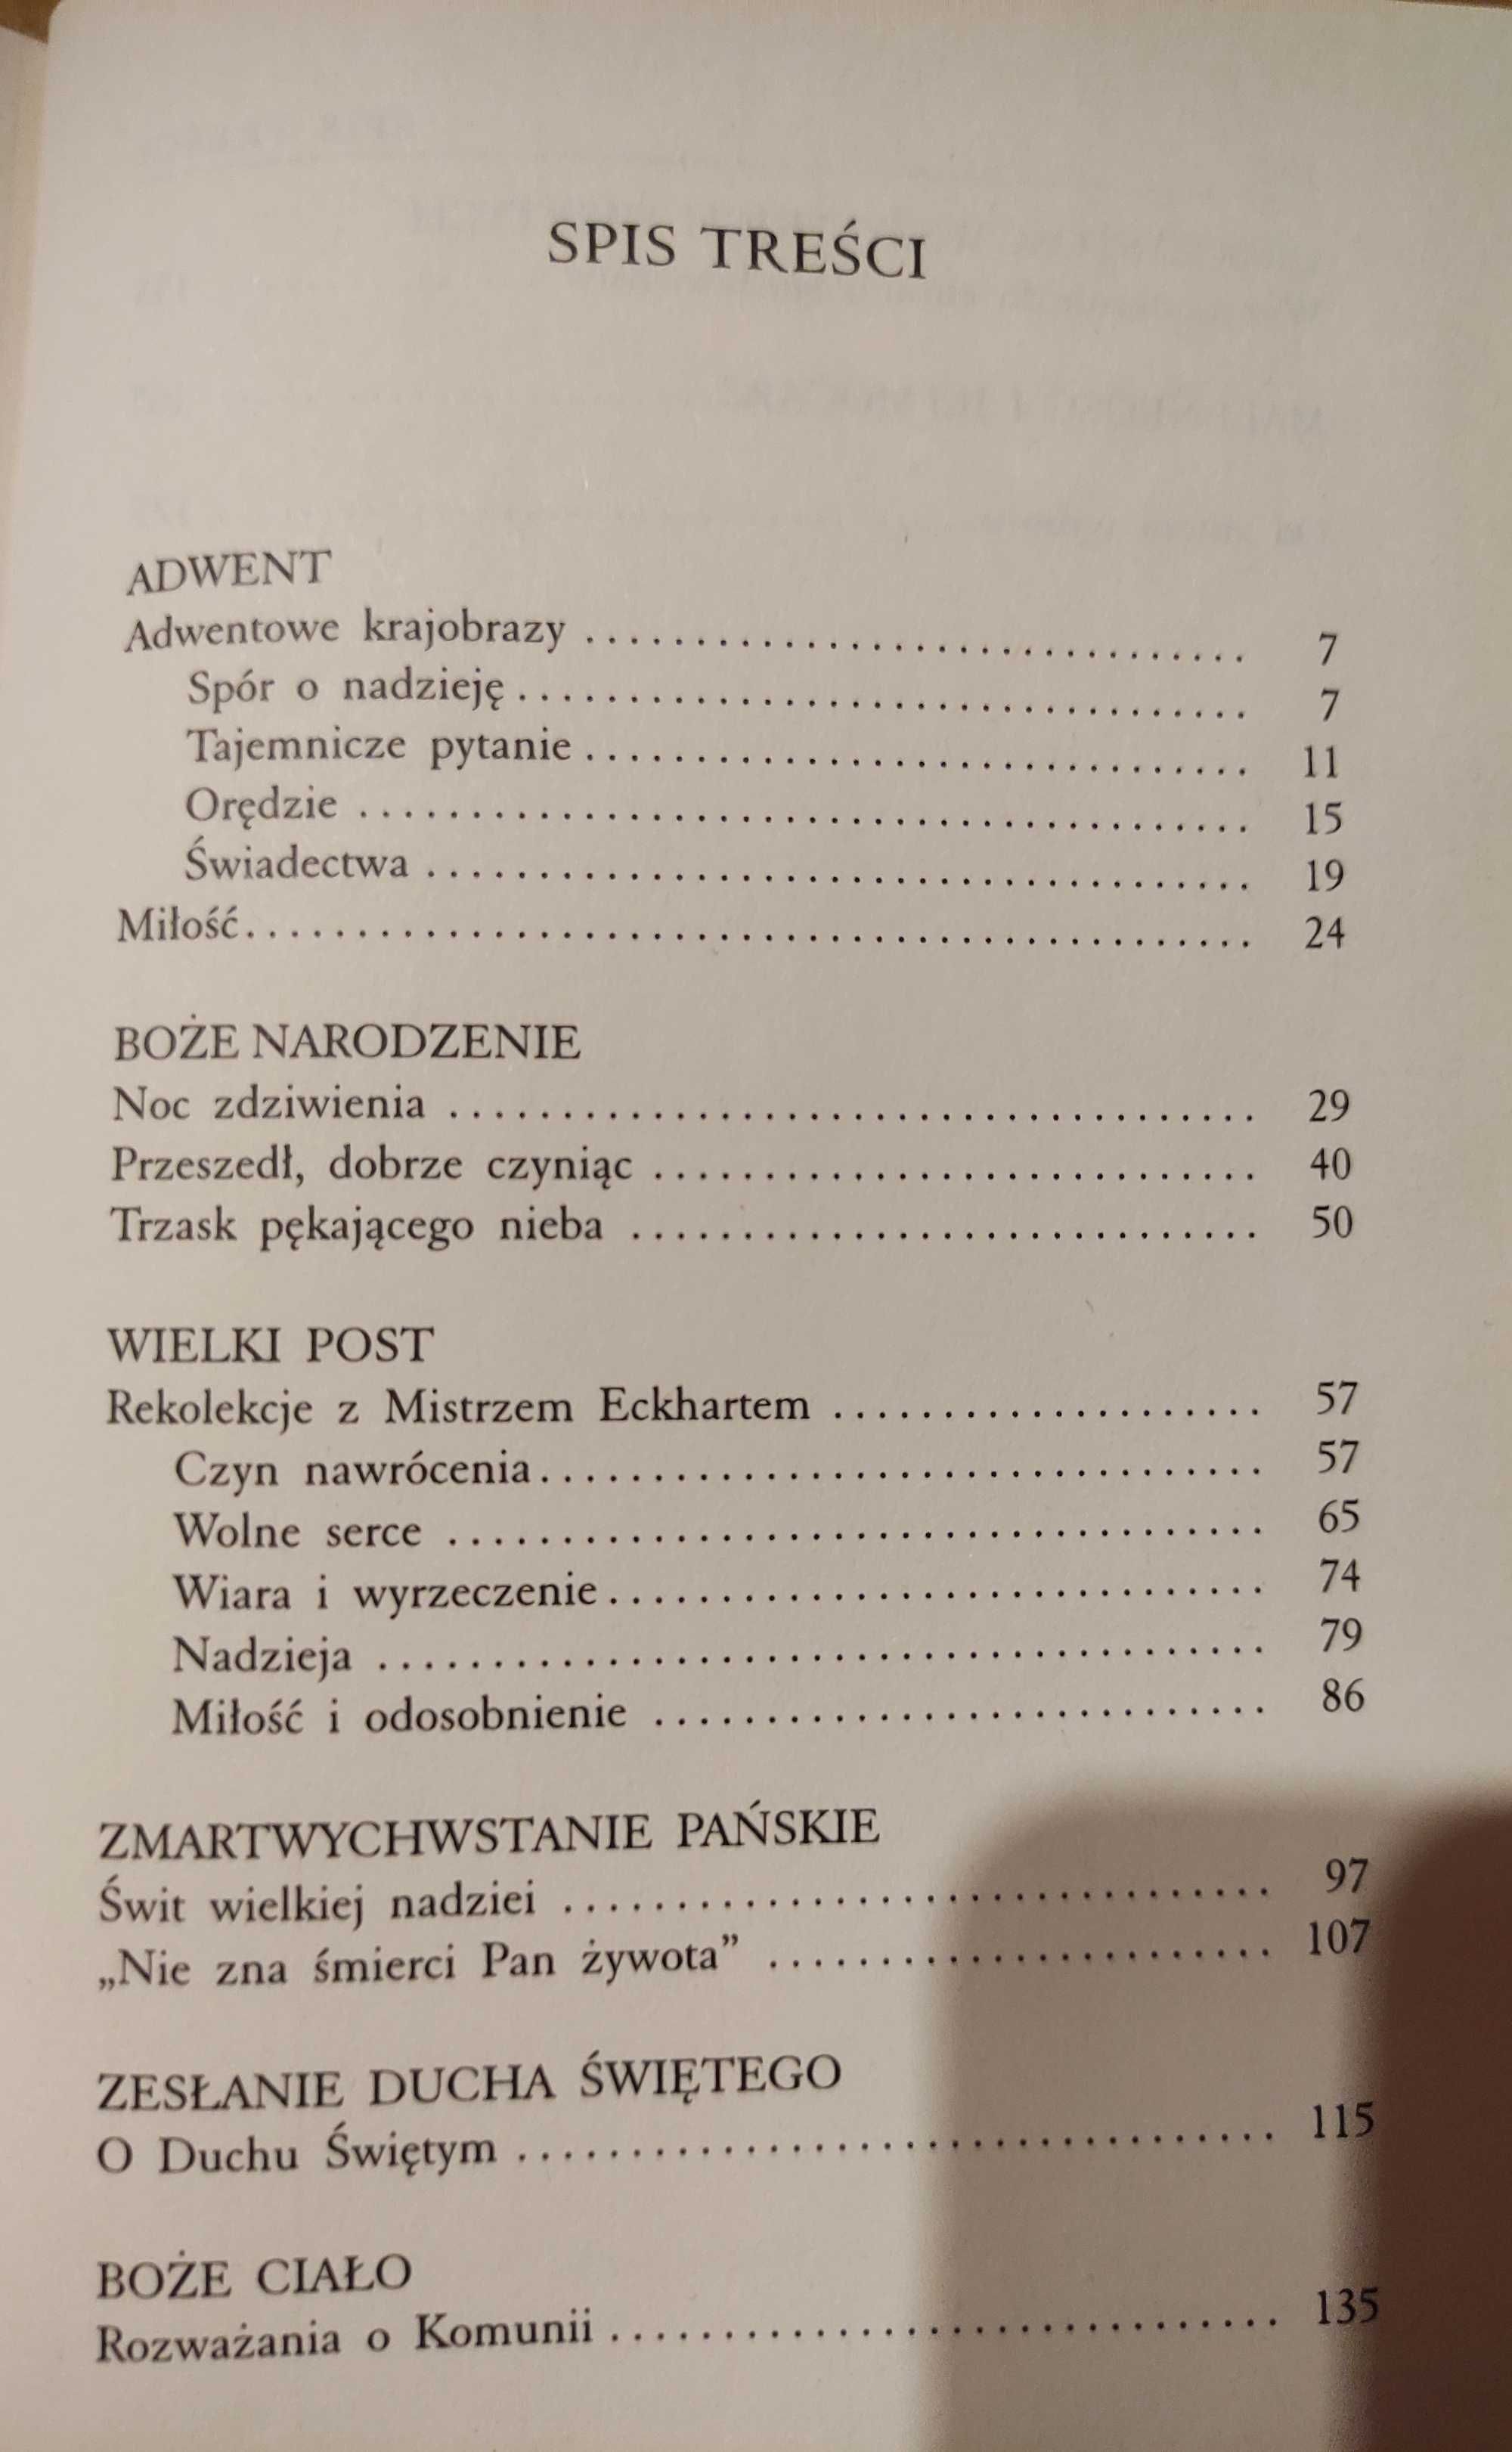 SPIS TREŚCI
ADWENT
Adwentowe krajobrazy .............................. 7
Spór o nadzieję ................................. 7
Tajemnicze pytanie .............................. 11
Orędzie ........................................ 15
Świadectwa ..................................... 19
Miłość ............................................. 24
BOŻE NARODZENIE
Noc zdziwienia .................................... 29
Przeszedł, dobrze czyniąc ........................... 40
Trzask pękającego nieba ............................ 50
WIELKI POST
Rekolekcje z Mistrzem Eckhartem .................... 57
Czyn nawrócenia ................................. 57
Wolne serce ..................................... 65
Wiara i wyrzeczenie .............................. 74
Nadzieja ........................................ 79
Miłość i odosobnienie ............................ 86
ZMARTWYCHWSTANIE PAŃSKIE
Świt wielkiej nadziei ................................ 97
„Nie zna śmierci Pan żywota” ....................... 107
ZESŁANIE DUCHA ŚWIĘTEGO
O Duchu Świętym .................................. 115
BOŻE CIAŁO
Rozważania o Komunii .............................. 135